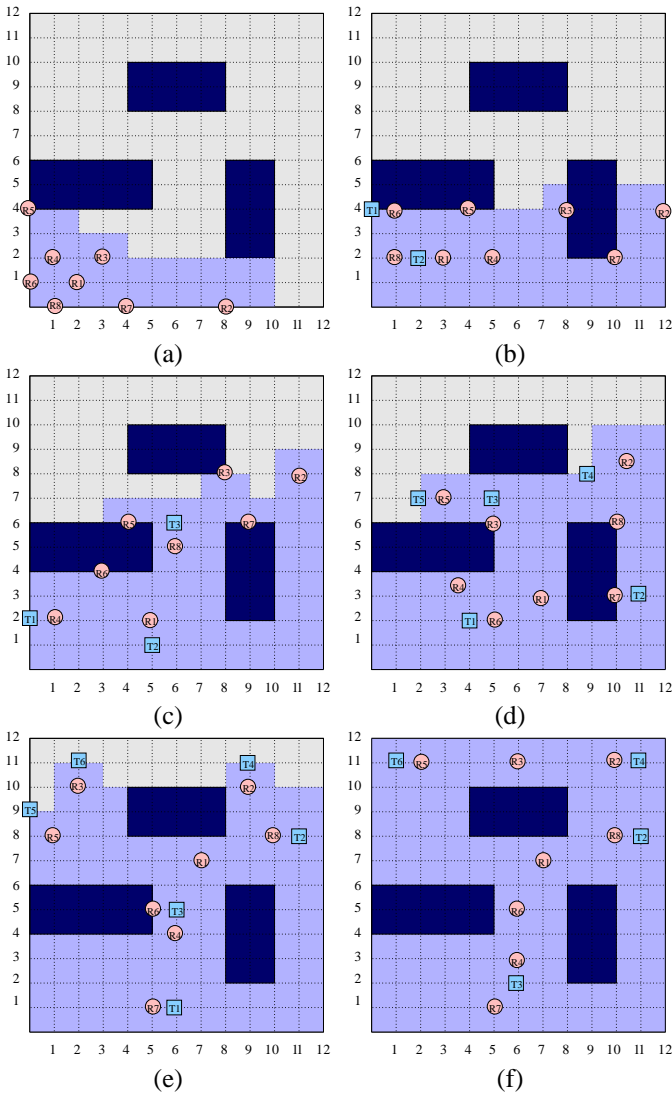 12
11
10
9
8
7
6
5
4 R5
3
2 R4 R3
1 R6 R1
R8 R7 R2
1 2 3 4 5 6 7 8 9 10 11 12
(a)
12
11
10
9
8
7
6
5
4 T1 R6 R5 R3 R2
3
2 R8 T2 R1 R4 R7
1
1 2 3 4 5 6 7 8 9 10 11 12
(b)
12
11
10
9
8 R3 R2
7
6 R5 T3 R7
5 R8
4 R6
3
2 T1 R4 R1
1 T2
1 2 3 4 5 6 7 8 9 10 11 12
(c)
12
11
10
9
R2
8 T4
7 T5 R5 T3
6 R3 R8
5
4
R4
3 R1 R7 T2
2 T1 R6
1
1 2 3 4 5 6 7 8 9 10 11 12
(d)
12
11 T6 T4
10 R3 R2
9 T5
8 R5 R8 T2
7 R1
6
5 R6 T3
4 R4
3
2
1 R7 T1
1 2 3 4 5 6 7 8 9 10 11 12
(e)
12
11 T6 R5 R3 R2 T4
10
9
8 R8 T2
7 R1
6
5 R6
4
3 R4
2 T3
1 R7
1 2 3 4 5 6 7 8 9 10 11 12
(f)